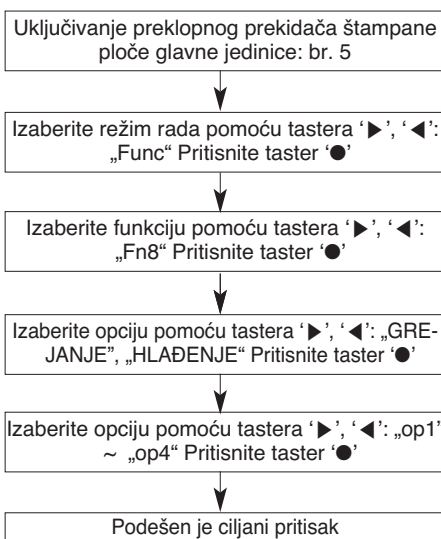 Uključivanje preklopnog prekidača štampane
ploče glavne jedinice: br. 5
Izaberite režim rada pomoću tastera ‘▶’, ‘◀’:
„Func“ Pritisnite taster ‘●’
Izaberite funkciju pomoću tastera ‘▶’, ‘◀’:
„Fn8“ Pritisnite taster ‘●’
Izaberite opciju pomoću tastera ‘▶’, ‘◀’: „GRE-
JANJE”, „HLAĐENJE“ Pritisnite taster ‘●’
Izaberite opciju pomoću tastera ‘▶’, ‘◀’: „op1’
~ „op4“ Pritisnite taster ‘●’
Podešen je ciljani pritisak